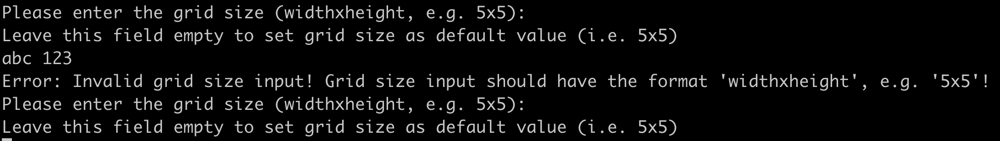 Please enter the grid size (widthxheight, e.g. 5x5):
Leave this field empty to set grid size as default value (i.e. 5x5)
abc 123
Error: Invalid grid size input! Grid size input should have the format 'widthxheight', e.g. '5x5'!
Please enter the grid size (widthxheight, e.g. 5x5):
Leave this field empty to set grid size as default value (i.e. 5x5)